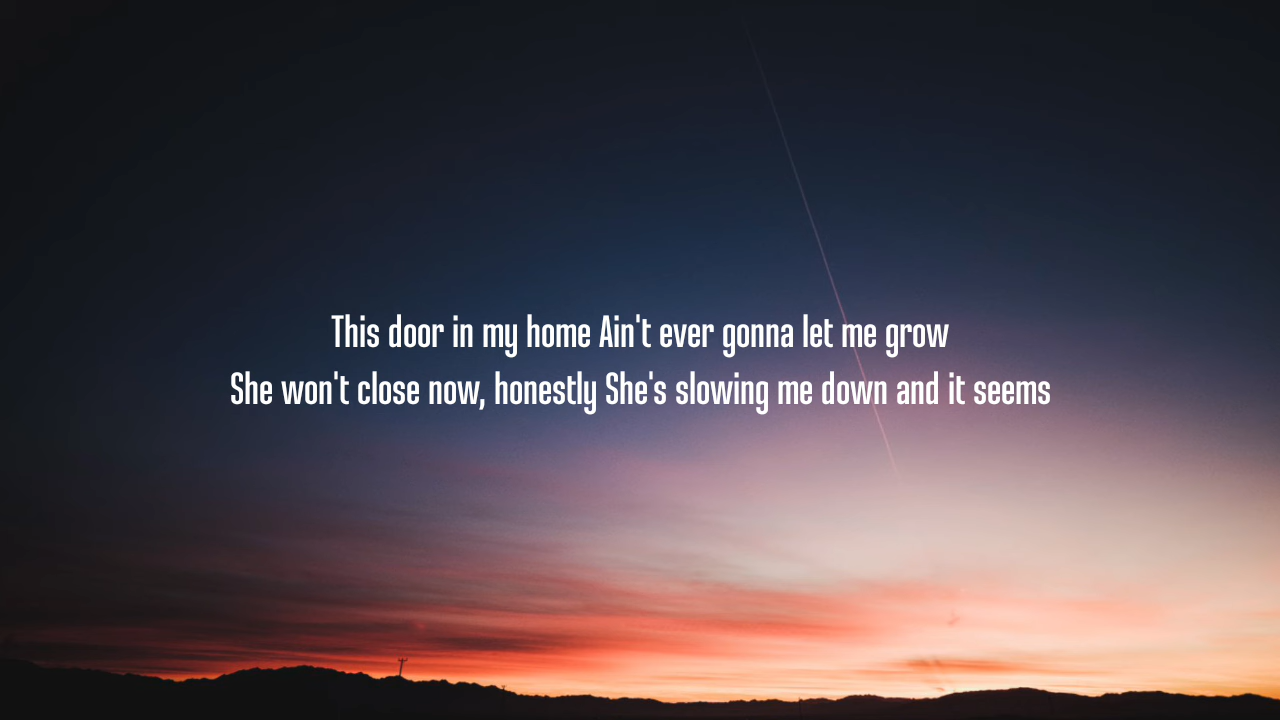 This door in my home Ain't ever gonna let me grow
She won't close now, honestly She's slowing me down and it seems